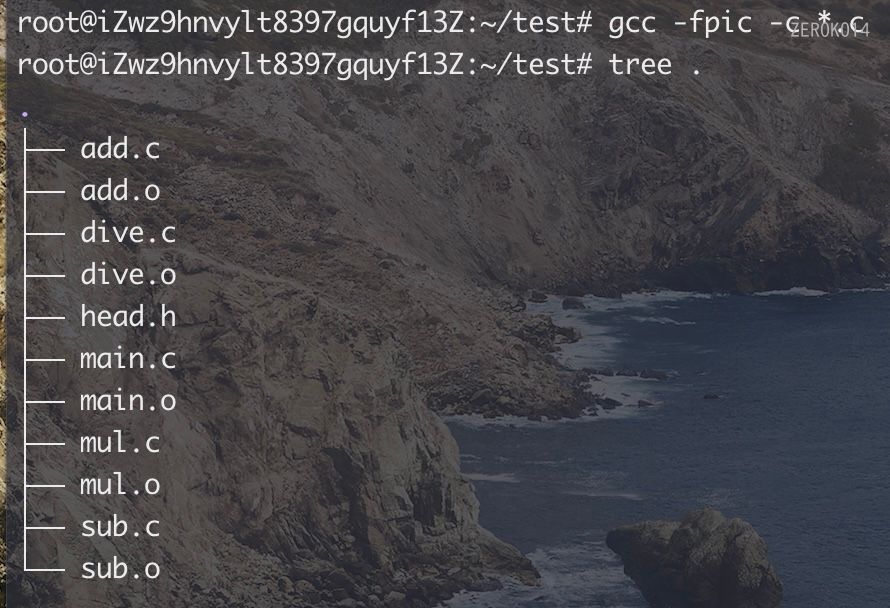 root@iZwz9hnvylt8397gquyf13Z:~/test# gcc -fpic -c *.c
ZEROKO14
root@iZwz9hnvylt8397gquyf13Z:~/test# tree .
.
├── add.c
├── add.o
├── dive.c
├── dive.o
├── head.h
├── main.c
├── main.o
├── mul.c
├── mul.o
├── sub.c
└── sub.o